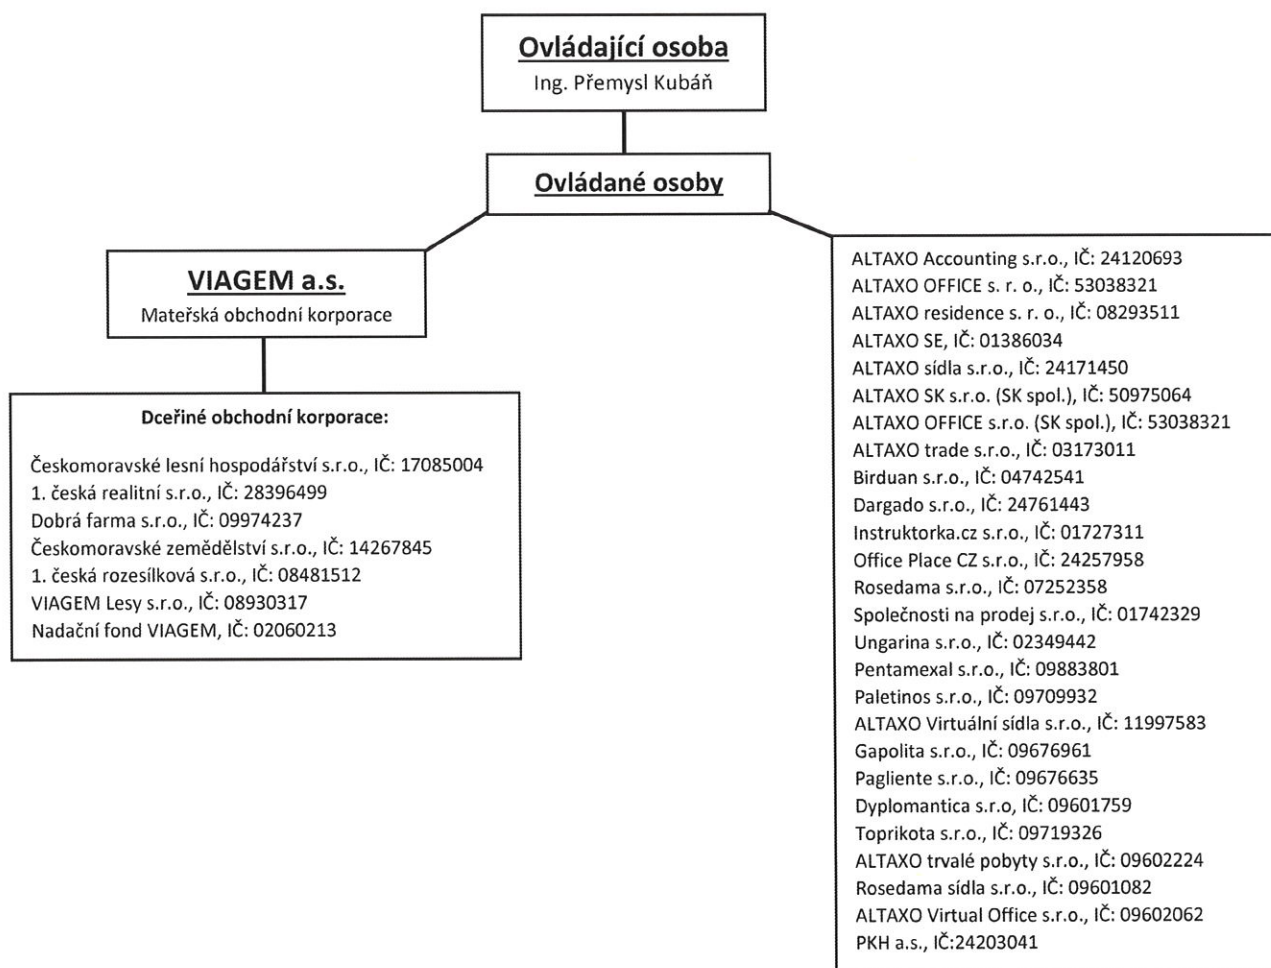 Ovládající osoba
Ing. Přemysl Kubáň
Ovládané osoby
VIAGEM a.s.
Mateřská obchodní korporace
Dceřiné obchodní korporace:
Českomoravské lesní hospodářství s.r.o., IČ: 17085004
1. česká realitní s.r.o., IČ: 28396499
Dobrá farma s.r.o., IČ: 09974237
Českomoravské zemědělství s.r.o., IČ: 14267845
1. česká rozesílková s.r.o., IČ: 08481512
VIAGEM Lesy s.r.o., IČ: 08930317
Nadační fond VIAGEM, IČ: 02060213
ALTAXO Accounting s.r.o., IČ: 24120693
ALTAXO OFFICE s. r. o., IČ: 53038321
ALTAXO residence s. r. o., IČ: 08293511
ALTAXO SE, IČ: 01386034
ALTAXO sídla s.r.o., IČ: 24171450
ALTAXO SK s.r.o. (SK spol.), IČ: 50975064
ALTAXO OFFICE s.r.o. (SK spol.), IČ: 53038321
ALTAXO trade s.r.o., IČ: 03173011
Birduan s.r.o., IČ: 04742541
Dargado s.r.o., IČ: 24761443
Instruktorka.cz s.r.o., IČ: 01727311
Office Place CZ s.r.o., IČ: 24257958
Rosedama s.r.o., IČ: 07252358
Společnosti na prodej s.r.o., IČ: 01742329
Ungarina s.r.o., IČ: 02349442
Pentamexal s.r.o., IČ: 09883801
Paletinos s.r.o., IČ: 09709932
ALTAXO Virtuální sídla s.r.o., IČ: 11997583
Gapolita s.r.o., IČ: 09676961
Pagliente s.r.o., IČ: 09676635
Dyplomantica s.r.o, IČ: 09601759
Toprikota s.r.o., IČ: 09719326
ALTAXO trvalé pobyty s.r.o., IČ: 09602224
Rosedama sídla s.r.o., IČ: 09601082
ALTAXO Virtual Office s.r.o., IČ: 09602062
PKH a.s., IČ:24203041